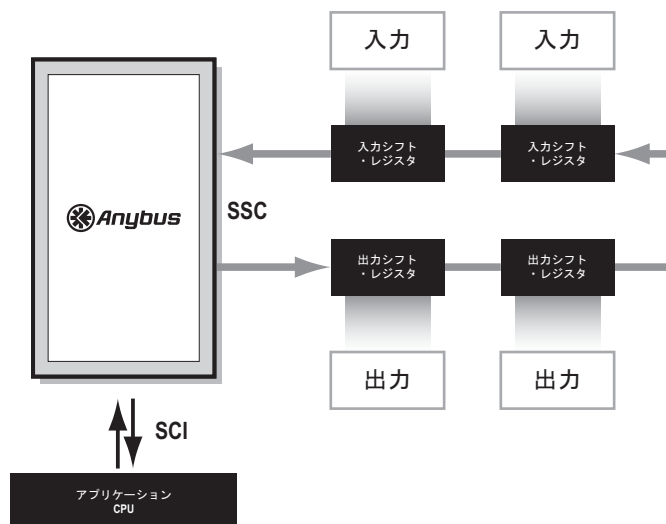 入力
入力
入力シフト
・レジスタ
入力シフト
・レジスタ
Anybus
SSC
出力シフト
・レジスタ
出力シフト
・レジスタ
出力
出力
SCI
アプリケーション
CPU